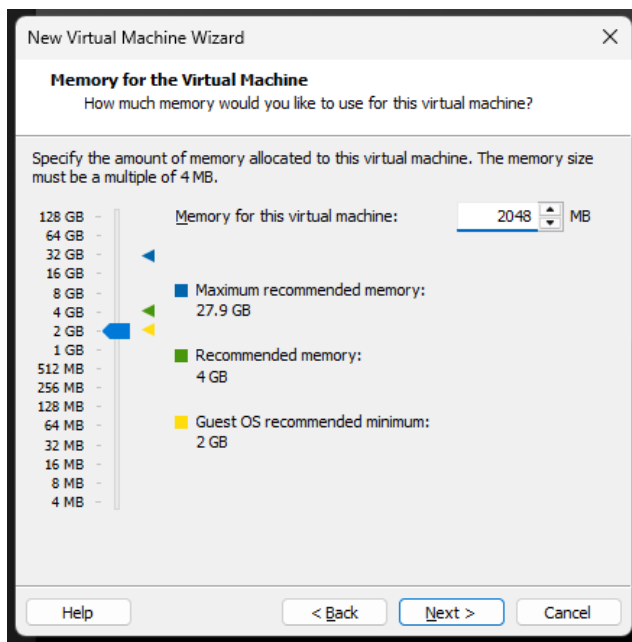 New Virtual Machine Wizard
Memory for the Virtual Machine
How much memory would you like to use for this virtual machine?
Specify the amount of memory allocated to this virtual machine. The memory size
must be a multiple of 4 MB.
Memory for this virtual machine: 2048 MB
128 GB
64 GB
32 GB
16 GB
8 GB
4 GB
2 GB
1 GB
512 MB
256 MB
128 MB
64 MB
32 MB
16 MB
8 MB
4 MB
Maximum recommended memory:
27.9 GB
Recommended memory:
4 GB
Guest OS recommended minimum:
2 GB
Help
< Back
Next >
Cancel